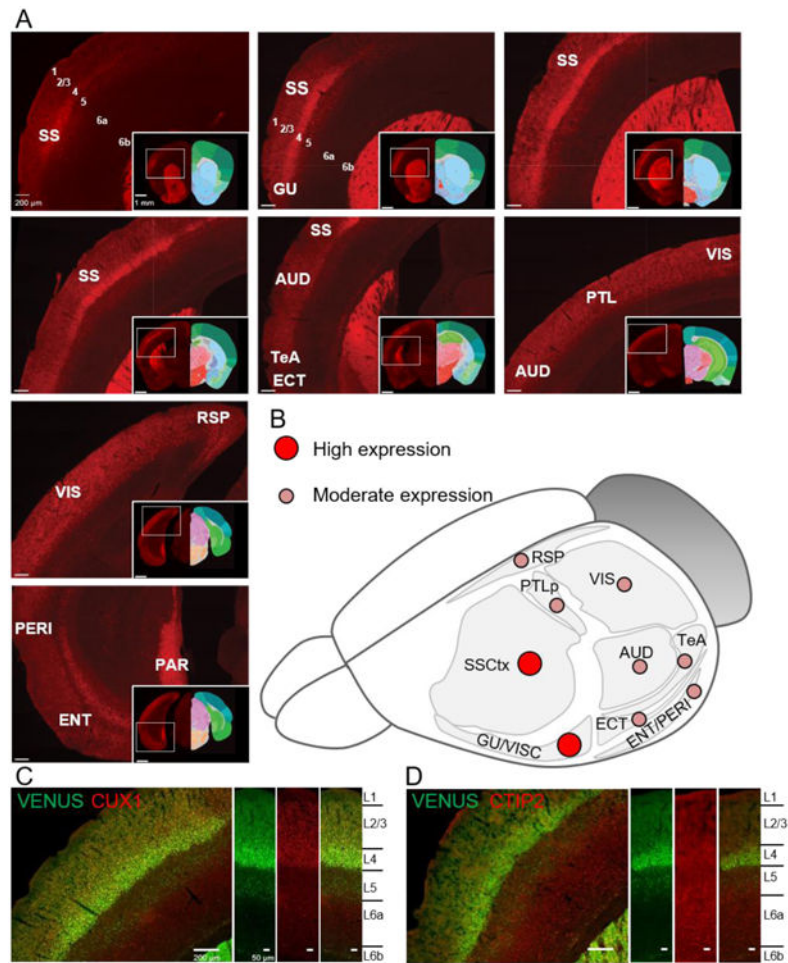 A
1
2/3
4
5
6a
6b
SS
200 µm
1 mm
SS
1
2/3
4
5
6a
6b
GU
SS
SS
SS
AUD
TeA
ECT
VIS
PTL
AUD
RSP
VIS
PERI
PAR
ENT
B
High expression
Moderate expression
RSP
PTLp
VIS
SSCtx
AUD
TeA
ECT
ENT/PERI
GU/VISC
C
VENUS CUX1
L1
L2/3
L4
L5
L6a
L6b
200 µm
50 µm
D
VENUS CTIP2
L1
L2/3
L4
L5
L6a
L6b